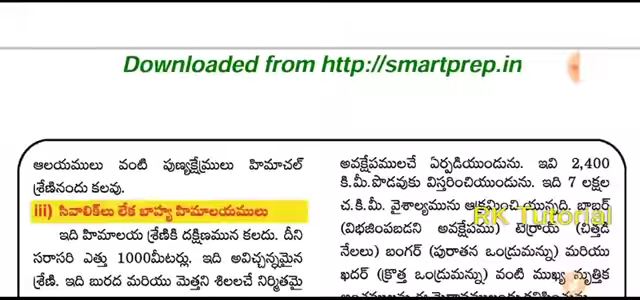 Downloaded from http://smartprep.in
ఆలయములు వంటి పుణ్యక్షేత్రములు హిమాచల్
శ్రేణినందు కలవు.
iii) సివాలిక్‌లు లేక బాహ్య హిమాలయములు
ఇది హిమాలయ శ్రేణికి దక్షిణమున కలదు. దీని
సరాసరి ఎత్తు 1000మీటర్లు. ఇది అవిచ్ఛన్నమైన
శ్రేణి. ఇది బురద మరియు మెత్తని శిలలచే నిర్మితమై
అవక్షేపములచే ఏర్పడియుండును. ఇవి 2,400
కి.మీ. పొడవుకు విస్తరించియుండును. ఇది 7 లక్షల
చ.కి.మీ. వైశాల్యమును ఆక్రమించి యున్నది. బాబర్
(విభజింపబడని అవక్షేపము) టెర్రాయ్ (చిత్తడి
నేలలు) బంగర్ (పురాతన ఒండ్రుమన్ను) మరియు
ఖదర్ (క్రొత్త ఒండ్రుమన్ను) వంటి ముఖ్య మృత్తిక
RK Tutorial